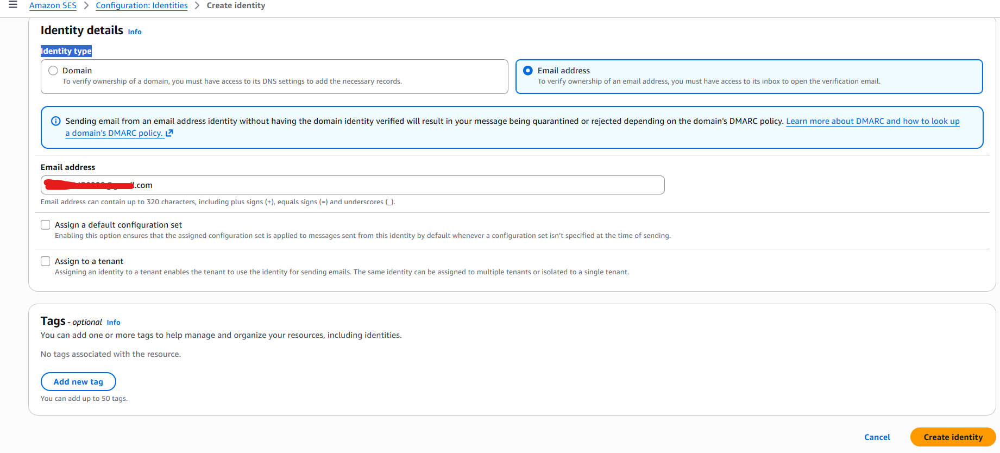 Amazon SES > Configuration: Identities > Create identity
Identity details Info
Identity type
Domain
To verify ownership of a domain, you must have access to its DNS settings to add the necessary records.
Email address
To verify ownership of an email address, you must have access to its inbox to open the verification email.
Sending email from an email address identity without having the domain identity verified will result in your message being quarantined or rejected depending on the domain's DMARC policy. Learn more about DMARC and how to look up
a domain's DMARC policy.
Email address
.com
Email address can contain up to 320 characters, including plus signs (+), equals signs (=) and underscores (_).
Assign a default configuration set
Enabling this option ensures that the assigned configuration set is applied to messages sent from this identity by default whenever a configuration set isn't specified at the time of sending.
Assign to a tenant
Assigning an identity to a tenant enables the tenant to use the identity for sending emails. The same identity can be assigned to multiple tenants or isolated to a single tenant.
Tags - optional Info
You can add one or more tags to help manage and organize your resources, including identities.
No tags associated with the resource.
Add new tag
You can add up to 50 tags.
Cancel Create identity